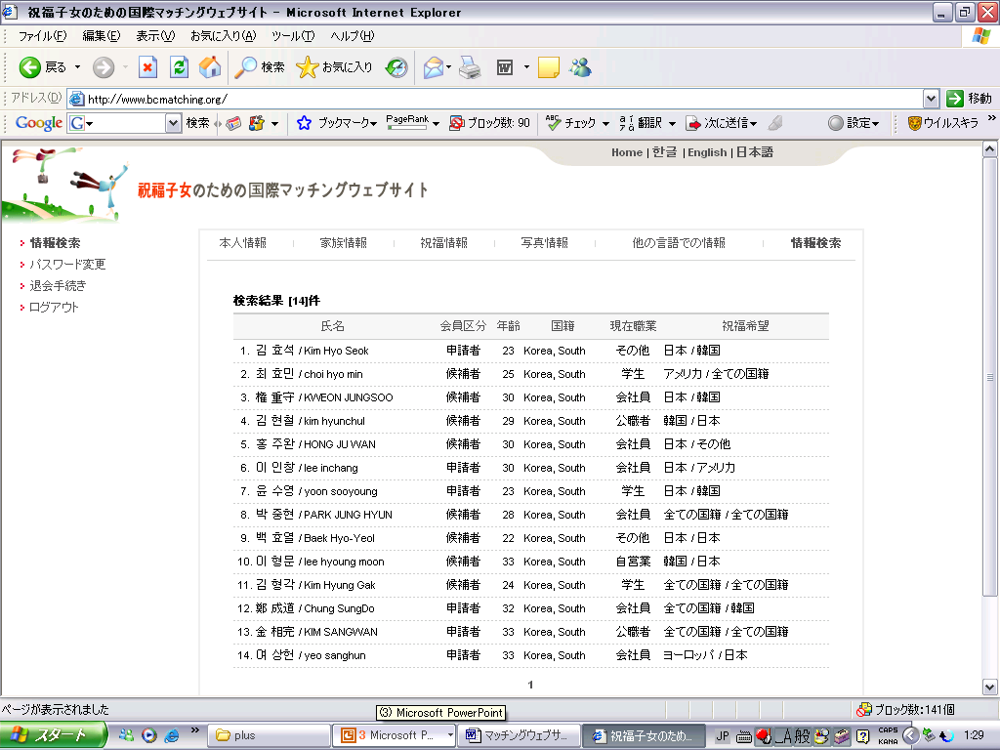 祝福子女のための国際マッチングウェブサイト - Microsoft Internet Explorer
ファイル(F) 編集(E) 表示(V) お気に入り(A) ツール(T) ヘルプ(H)
戻る 検索 お気に入り
アドレス(D) http://www.bcmatching.org/ 移動
Google G 検索 ブックマーク PageRank ブロック数: 90 ABC チェック 翻訳 次に送信 設定 ウイルスキラ »
Home | 한글 | English | 日本語
祝福子女のための国際マッチングウェブサイト
情報検索
パスワード変更
退会手続き
ログアウト
本人情報 家族情報 祝福情報 写真情報 他の言語での情報 情報検索
検索結果 [14]件
氏名 会員区分 年齢 国籍 現在職業 祝福希望
1. 김 효석 / Kim Hyo Seok 申請者 23 Korea, South その他 日本 / 韓国
2. 최 효민 / choi hyo min 候補者 25 Korea, South 学生 アメリカ / 全ての国籍
3. 権 重守 / KWEON JUNGSOO 候補者 30 Korea, South 会社員 日本 / 韓国
4. 김 현철 / kim hyunchul 候補者 29 Korea, South 公職者 韓国 / 日本
5. 홍 주완 / HONG JU WAN 候補者 30 Korea, South 会社員 日本 / その他
6. 이 인창 / lee inchang 申請者 30 Korea, South 会社員 日本 / アメリカ
7. 윤 수영 / yoon sooyoung 申請者 23 Korea, South 学生 日本 / 韓国
8. 박 중현 / PARK JUNG HYUN 候補者 28 Korea, South 会社員 全ての国籍 / 全ての国籍
9. 백 효열 / Baek Hyo-Yeol 候補者 22 Korea, South その他 日本 / 日本
10. 이 형문 / lee hyoung moon 候補者 33 Korea, South 自営業 韓国 / 日本
11. 김 형각 / Kim Hyung Gak 候補者 24 Korea, South 学生 全ての国籍 / 全ての国籍
12. 鄭 成道 / Chung SungDo 申請者 32 Korea, South 会社員 全ての国籍 / 韓国
13. 金 相完 / KIM SANGWAN 申請者 33 Korea, South 公職者 全ての国籍 / 全ての国籍
14. 여 상헌 / yeo sanghun 申請者 33 Korea, South 会社員 ヨーロッパ / 日本
1
ページが表示されました ブロック数: 141個
(3) Microsoft PowerPoint
スタート » plus 3 Microsoft P... マッチングウェブサ... 祝福子女のため... JP A 般 CAPS KANA 1:29